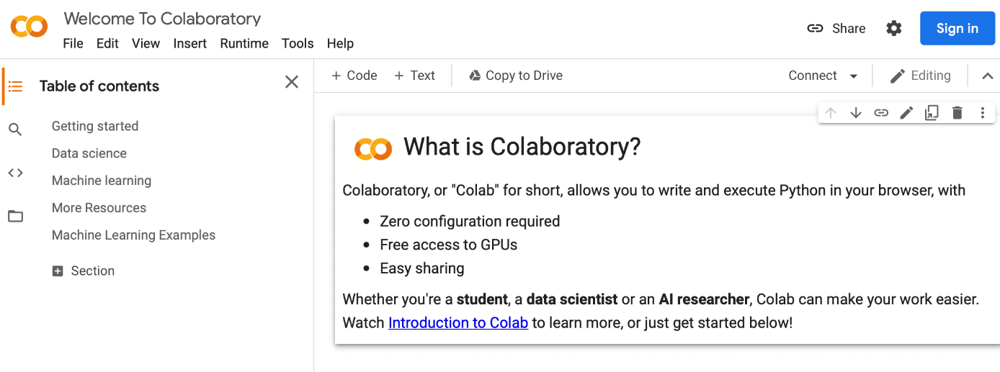 Welcome To Colaboratory
File Edit View Insert Runtime Tools Help
Share
Sign in
Table of contents
Getting started
Data science
Machine learning
More Resources
Machine Learning Examples
Section
+ Code + Text Copy to Drive
Connect
Editing
What is Colaboratory?
Colaboratory, or "Colab" for short, allows you to write and execute Python in your browser, with
• Zero configuration required
• Free access to GPUs
• Easy sharing
Whether you're a student, a data scientist or an AI researcher, Colab can make your work easier.
Watch Introduction to Colab to learn more, or just get started below!